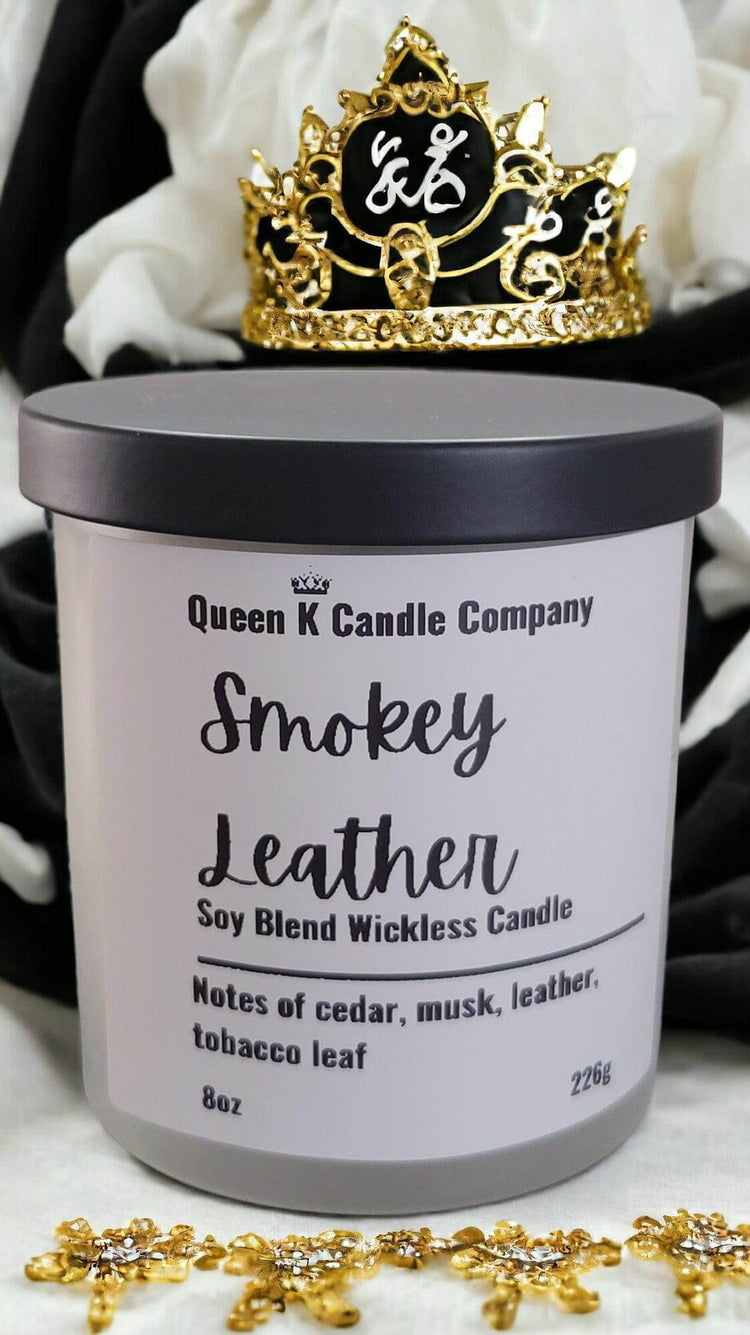 Queen K Candle Company
Smokey
Leather
Soy Blend Wickless Candle
Notes of cedar, musk, leather,
tobacco leaf
8oz
226g